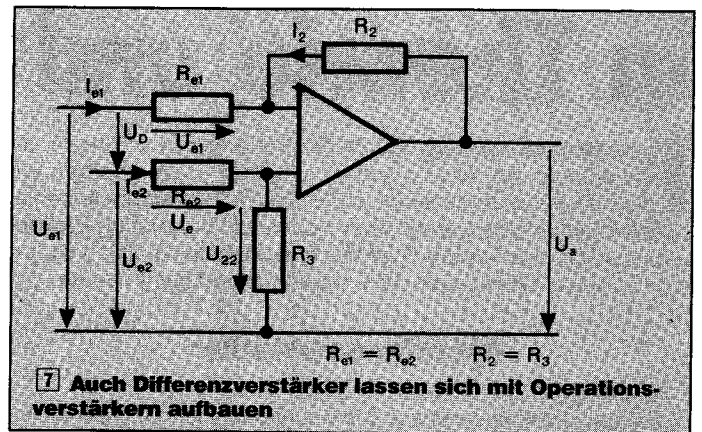 I₂
R₂
Rₑ₁
Iₑ₁
U_D
Uₑ₁
Iₑ₂
Rₑ₂
Uₑ
Uₑ₁
Uₑ₂
U₂₂
R₃
Uₐ
Rₑ₁ = Rₑ₂ R₂ = R₃
7 Auch Differenzverstärker lassen sich mit Operations-
verstärkern aufbauen